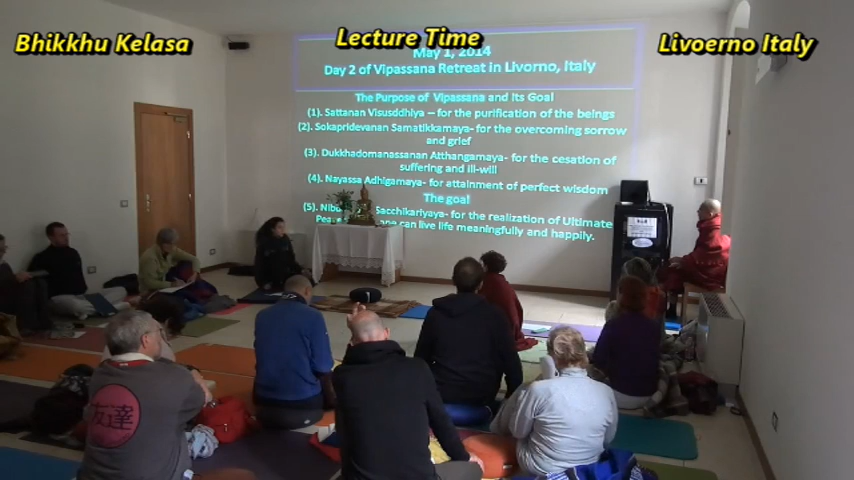 Bhikkhu Kelasa
Lecture Time
Livoerno Italy
May 1, 2014
Day 2 of Vipassana Retreat in Livorno, Italy
The Purpose of Vipassana and its Goal
(1). Sattanan Visusddhiya – for the purification of the beings
(2). Sokapridevanan Samatikkamaya- for the overcoming sorrow
and grief
(3). Dukkhadomanassanan Atthangamaya- for the cesation of
suffering and ill-will
(4). Nayassa Adhigamaya- for attainment of perfect wisdom
The goal
(5). Sacchikariyaya- for the realization of Ultimate
can live life meaningfully and happily.
友達